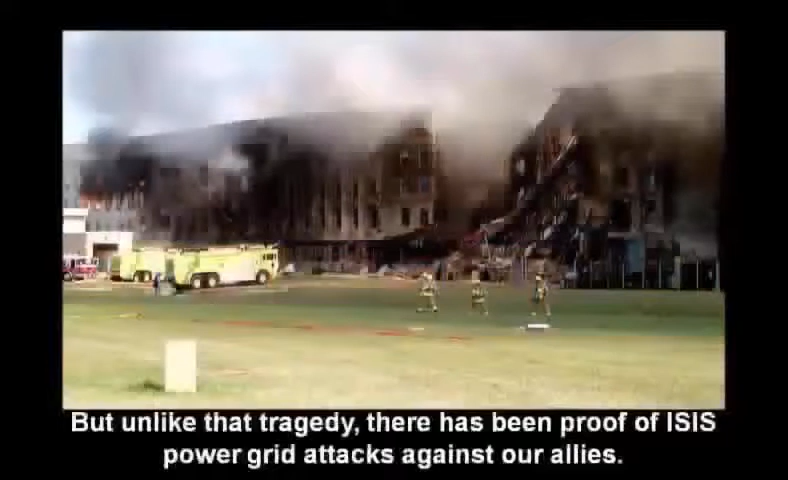 But unlike that tragedy, there has been proof of ISIS
power grid attacks against our allies.